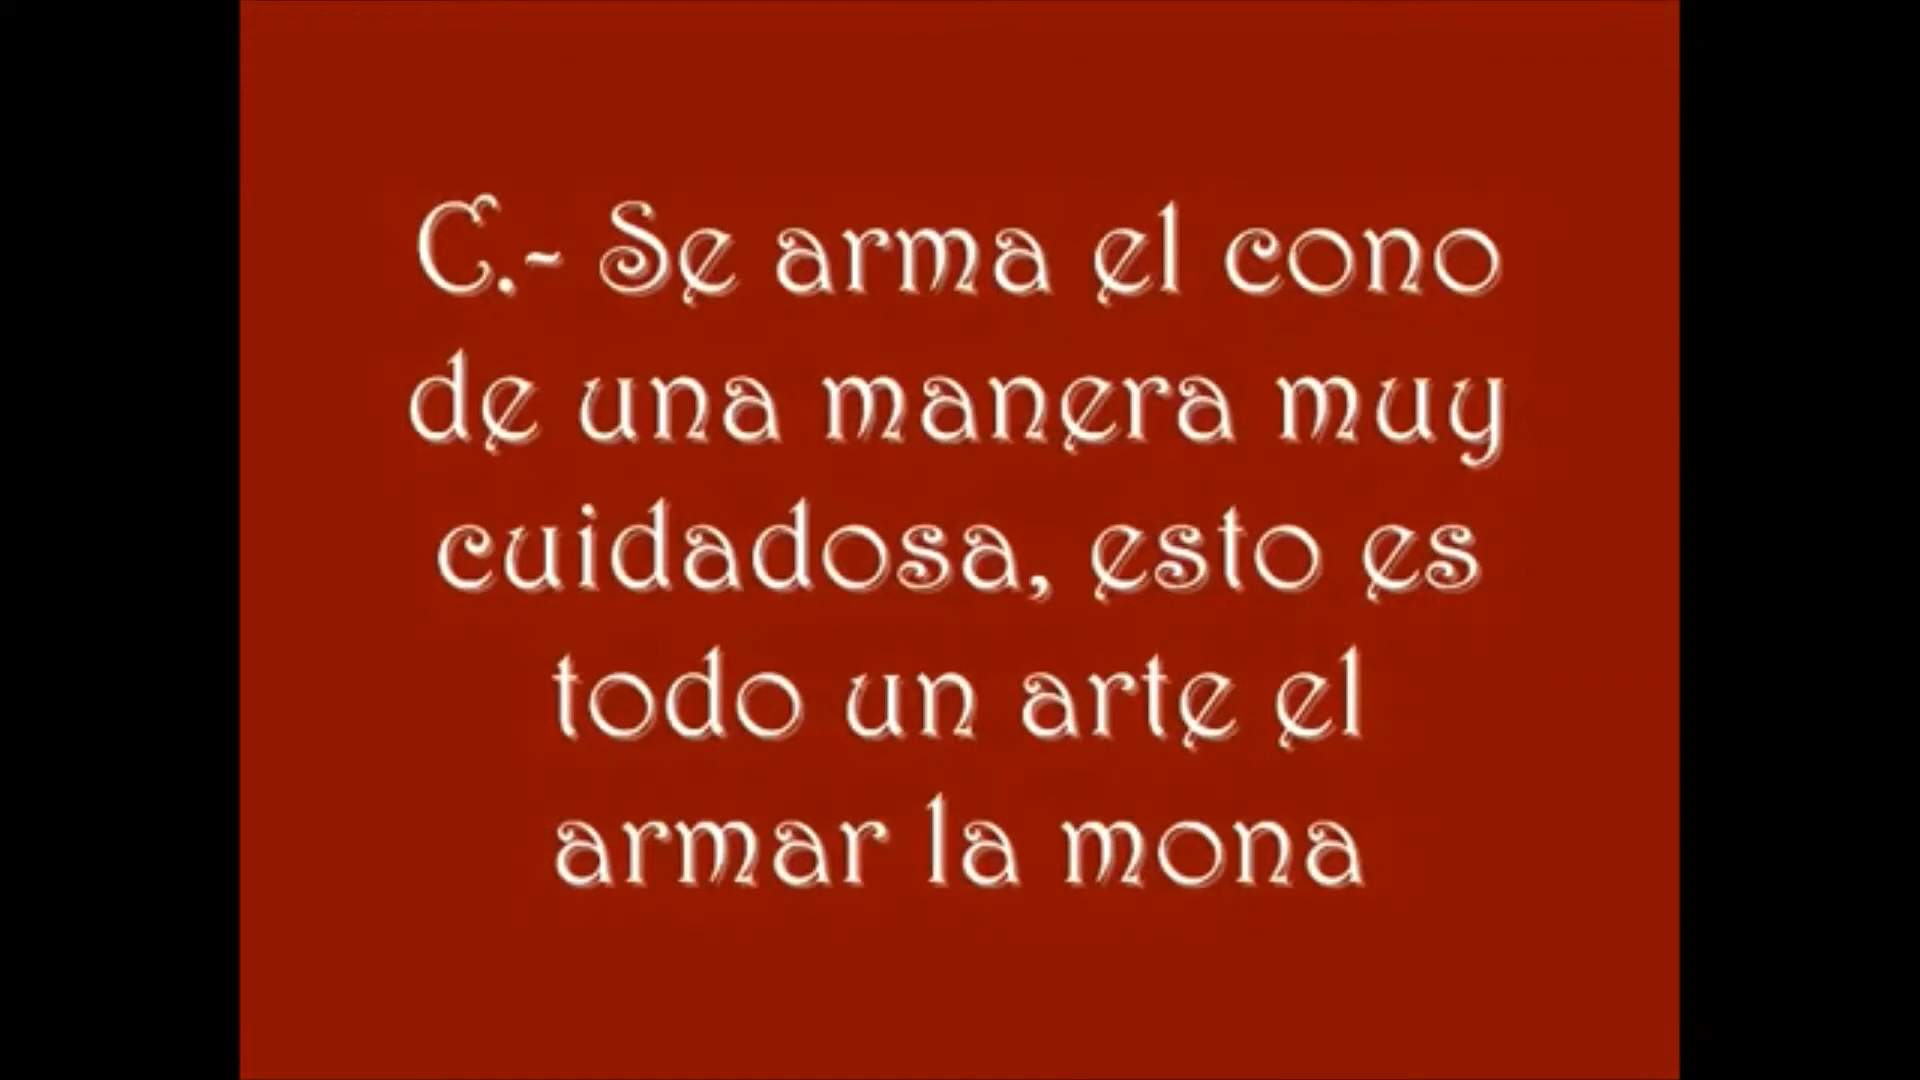 C.- Se arma el cono
de una manera muy
cuidadosa, esto es
todo un arte el
armar la mona